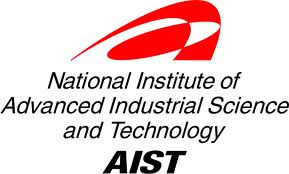 National Institute of
Advanced Industrial Science
and Technology
AIST